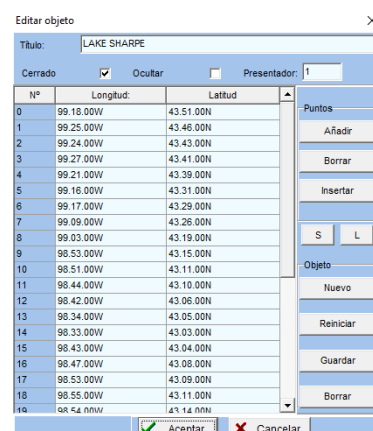 Editar objeto
Título: LAKE SHARPE
Cerrado Ocultar Presentador: 1
Nº Longitud: Latitud
0 99.18.00W 43.51.00N
1 99.25.00W 43.46.00N
2 99.24.00W 43.43.00N
3 99.27.00W 43.41.00N
4 99.21.00W 43.39.00N
5 99.16.00W 43.31.00N
6 99.17.00W 43.29.00N
7 99.09.00W 43.26.00N
8 99.03.00W 43.19.00N
9 98.53.00W 43.15.00N
10 98.51.00W 43.11.00N
11 98.44.00W 43.10.00N
12 98.42.00W 43.06.00N
13 98.34.00W 43.05.00N
14 98.33.00W 43.03.00N
15 98.43.00W 43.04.00N
16 98.47.00W 43.08.00N
17 98.53.00W 43.09.00N
18 98.55.00W 43.11.00N
19 98.54.00W 43.14.00N
Puntos
Añadir
Borrar
Insertar
S L
Objeto
Nuevo
Reiniciar
Guardar
Borrar
Aceptar Cancelar